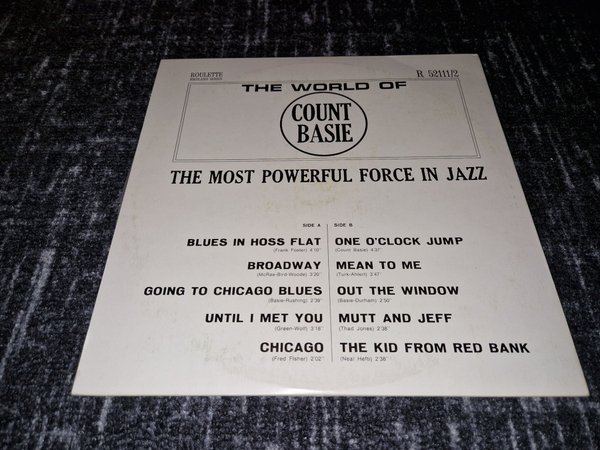 ROULETTE
BIRDLAND SERIES
R 52111/2
THE WORLD OF
COUNT
BASIE
THE MOST POWERFUL FORCE IN JAZZ
SIDE A
BLUES IN HOSS FLAT
(Frank Foster) 4'10"
BROADWAY
(McRae-Bird-Woode) 3'20"
GOING TO CHICAGO BLUES
(Basie-Rushing) 2'39"
UNTIL I MET YOU
(Green-Wolf) 3'18"
CHICAGO
(Fred Fisher) 2'02"
SIDE B
ONE O'CLOCK JUMP
(Count Basie) 4'37"
MEAN TO ME
(Turk-Ahlert) 3'47"
OUT THE WINDOW
(Basie-Durham) 2'50"
MUTT AND JEFF
(Thad Jones) 2'38"
THE KID FROM RED BANK
(Neal Hefti) 2'38"